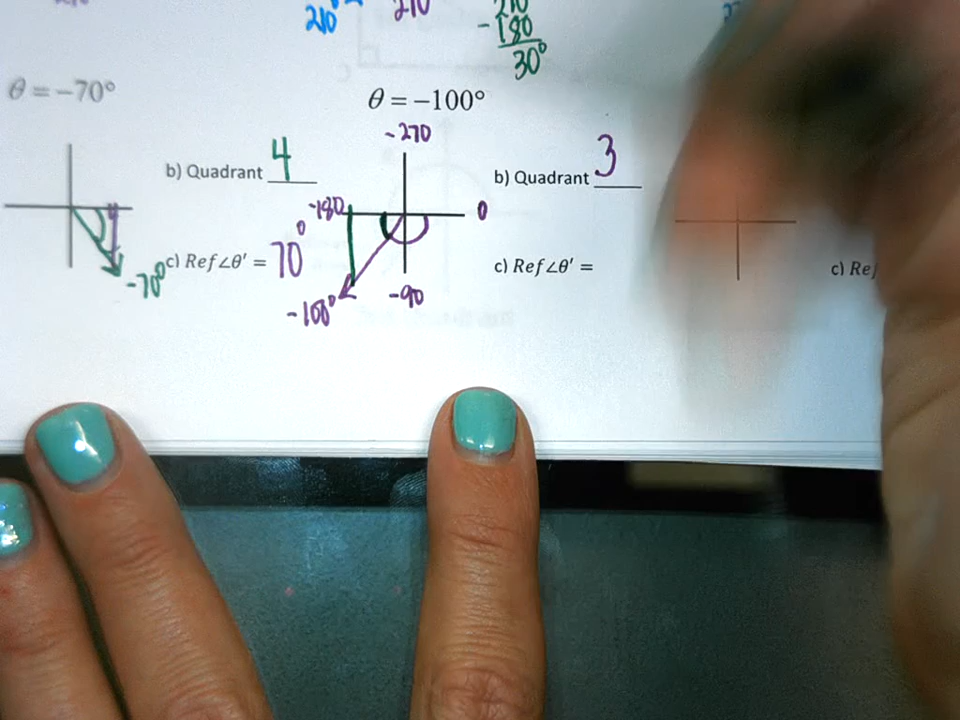 210°
210
- 180
30°
θ = -70°
b) Quadrant 4
c) Ref∠θ' = 70°
-70°
θ = -100°
-270
-180
0
-90
-100°
b) Quadrant 3
c) Ref∠θ' =
c) Ref